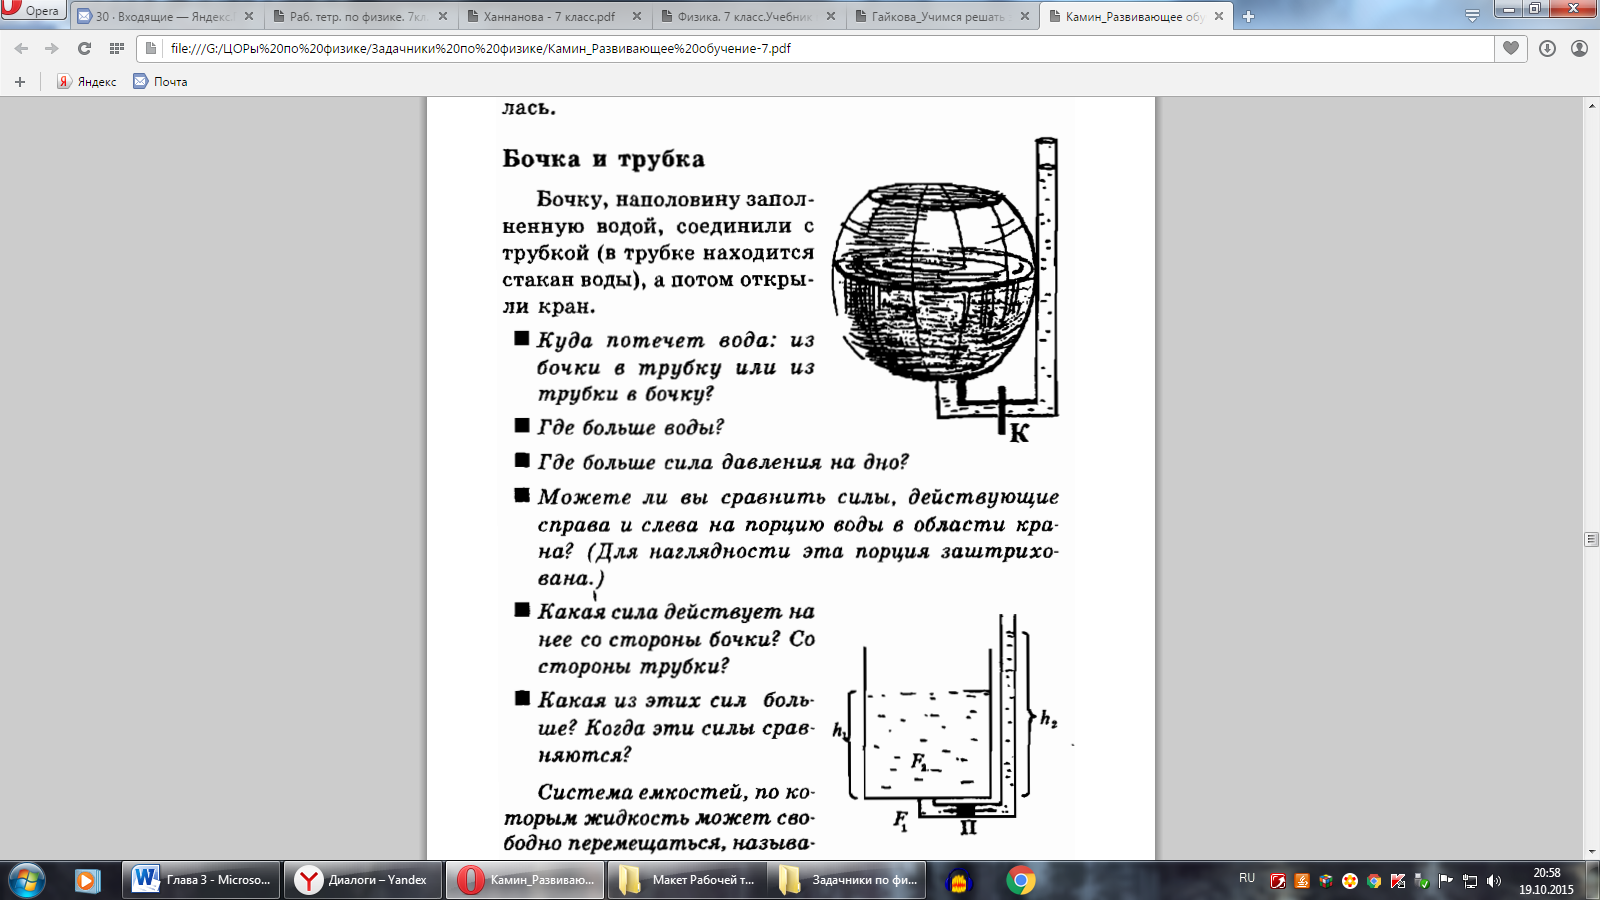 Opera
30 · Входящие — Яндекс.
Раб. тетр. по физике. 7кл.
Ханнанова - 7 класс.pdf
Физика. 7 класс.Учебник
Гайкова_Учимся решать
Камин_Развивающее обу
file:///G:/ЦОРы%20по%20физике/Задачники%20по%20физике/Камин_Развивающее%20обучение-7.pdf
Яндекс
Почта
лась.
Бочка и трубка
Бочку, наполовину запол-
ненную водой, соединили с
трубкой (в трубке находится
стакан воды), а потом откры-
ли кран.
Куда потечет вода: из
бочки в трубку или из
трубки в бочку?
Где больше воды?
К
Где больше сила давления на дно?
Можете ли вы сравнить силы, действующие
справа и слева на порцию воды в области кра-
на? (Для наглядности эта порция заштрихо-
вана.)
Какая сила действует на
нее со стороны бочки? Со
стороны трубки?
Какая из этих сил боль-
ше? Когда эти силы срав-
няются?
Система емкостей, по ко-
торым жидкость может сво-
бодно перемещаться, называ-
h₁
h₂
F₂
F₁
П
Глава 3 - Microso...
Диалоги – Yandex
Камин_Развиваю...
Макет Рабочей т...
Задачники по фи...
RU
20:58
19.10.2015